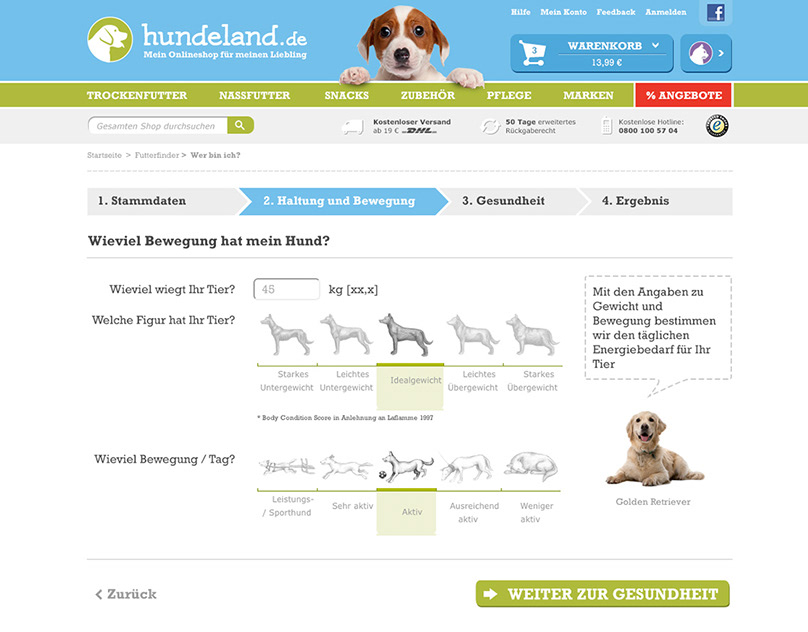 Hilfe Mein Konto Feedback Anmelden f
hundeland.de
Mein Onlineshop für meinen Liebling
3 WARENKORB
13,99 €
TROCKENFUTTER NASSFUTTER SNACKS ZUBEHÖR PFLEGE MARKEN % ANGEBOTE
Gesamten Shop durchsuchen
Kostenloser Versand
ab 19 € DHL
50 Tage erweitertes
Rückgaberecht
Kostenlose Hotline:
0800 100 57 04
Startseite > Futterfinder > Wer bin ich?
1. Stammdaten 2. Haltung und Bewegung 3. Gesundheit 4. Ergebnis
Wieviel Bewegung hat mein Hund?
Wieviel wiegt Ihr Tier? 45 kg [xx,x]
Welche Figur hat Ihr Tier?
Starkes
Untergewicht
Leichtes
Untergewicht
Idealgewicht
Leichtes
Übergewicht
Starkes
Übergewicht
* Body Condition Score in Anlehnung an Laflamme 1997
Mit den Angaben zu
Gewicht und
Bewegung bestimmen
wir den täglichen
Energiebedarf für Ihr
Tier
Golden Retriever
Wieviel Bewegung / Tag?
Leistungs-
/ Sporthund
Sehr aktiv
Aktiv
Ausreichend
aktiv
Weniger
aktiv
Zurück
WEITER ZUR GESUNDHEIT